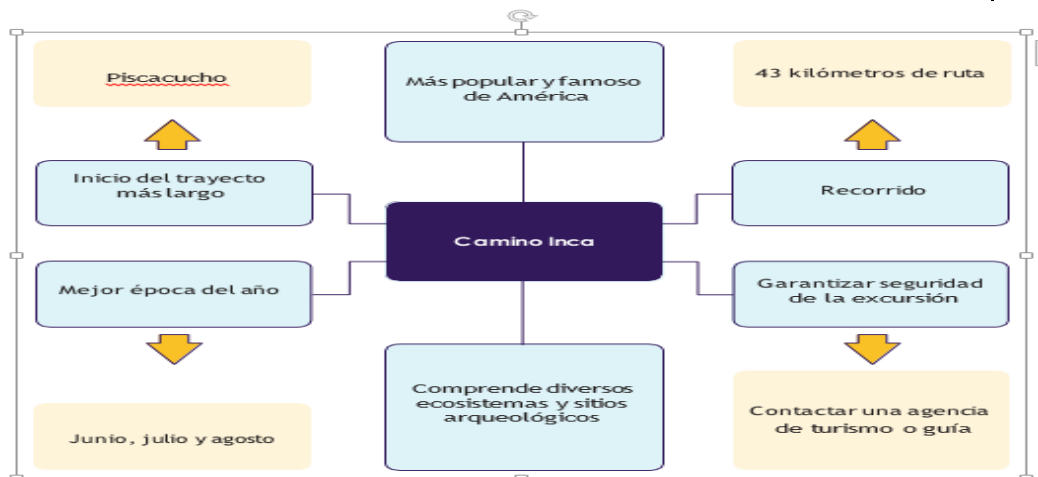 Piscacucho
Más popular y famoso
de América
43 kilómetros de ruta
Inicio del trayecto
más largo
Recorrido
Camino Inca
Mejor época del año
Garantizar seguridad
de la excursión
Comprende diversos
ecosistemas y sitios
arqueológicos
Junio, julio y agosto
Contactar una agencia
de turismo o guía